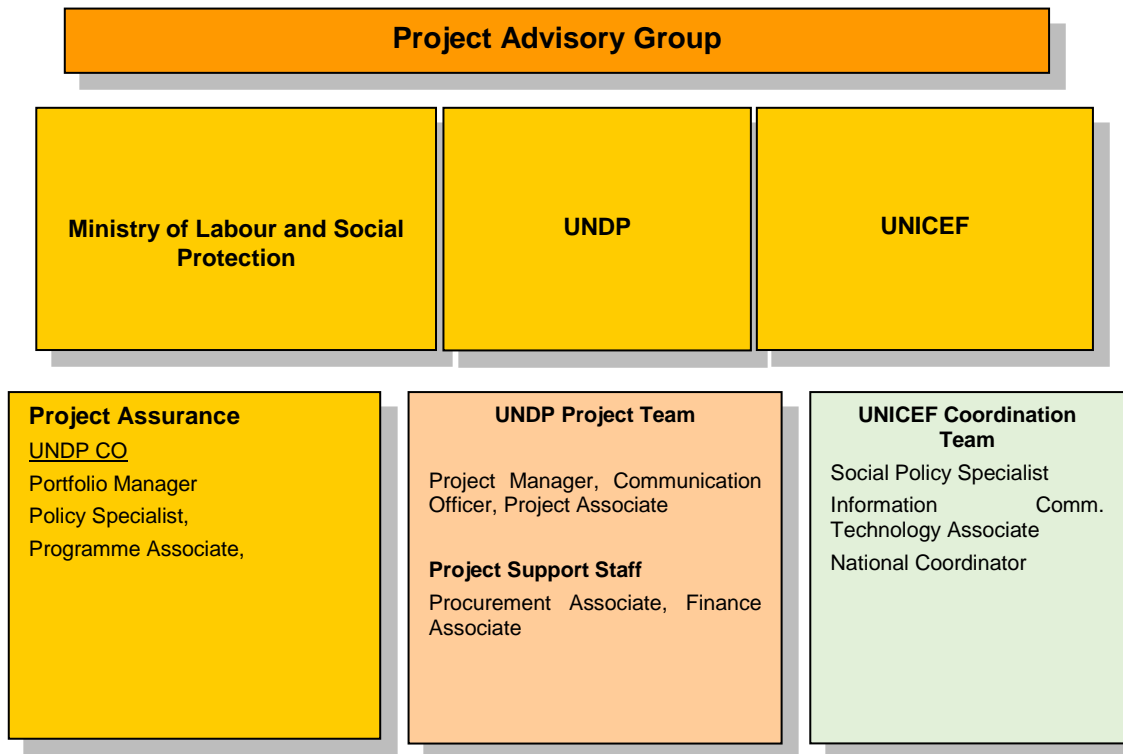 Project Advisory Group
Ministry of Labour and Social
Protection
UNDP
UNICEF
Project Assurance
UNDP CO
Portfolio Manager
Policy Specialist,
Programme Associate,
UNDP Project Team
Project Manager, Communication
Officer, Project Associate
Project Support Staff
Procurement Associate, Finance
Associate
UNICEF Coordination
Team
Social Policy Specialist
Information Comm.
Technology Associate
National Coordinator